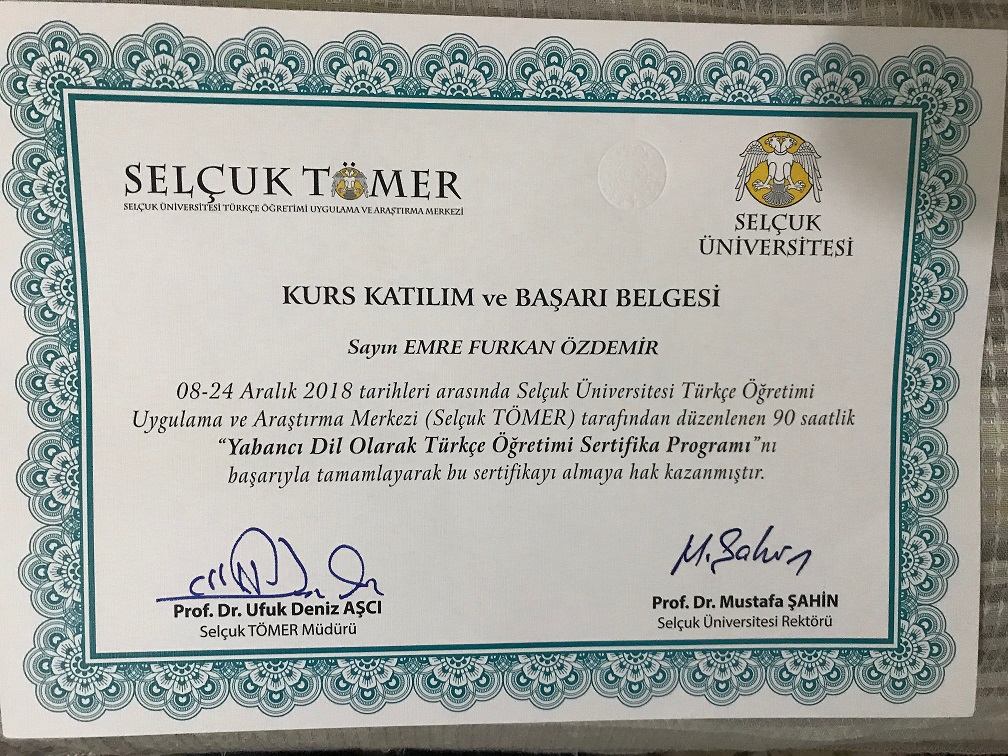 SELÇUK TÖMER
SELÇUK ÜNİVERSİTESİ TÜRKÇE ÖĞRETİMİ UYGULAMA VE ARAŞTIRMA MERKEZİ
SELÇUK
ÜNİVERSİTESİ
KURS KATILIM ve BAŞARI BELGESİ
Sayın EMRE FURKAN ÖZDEMİR
08-24 Aralık 2018 tarihleri arasında Selçuk Üniversitesi Türkçe Öğretimi
Uygulama ve Araştırma Merkezi (Selçuk TÖMER) tarafından düzenlenen 90 saatlik
“Yabancı Dil Olarak Türkçe Öğretimi Sertifika Programı”nı
başarıyla tamamlayarak bu sertifikayı almaya hak kazanmıştır.
M. Şahin
Prof. Dr. Ufuk Deniz AŞCI
Selçuk TÖMER Müdürü
Prof. Dr. Mustafa ŞAHİN
Selçuk Üniversitesi Rektörü